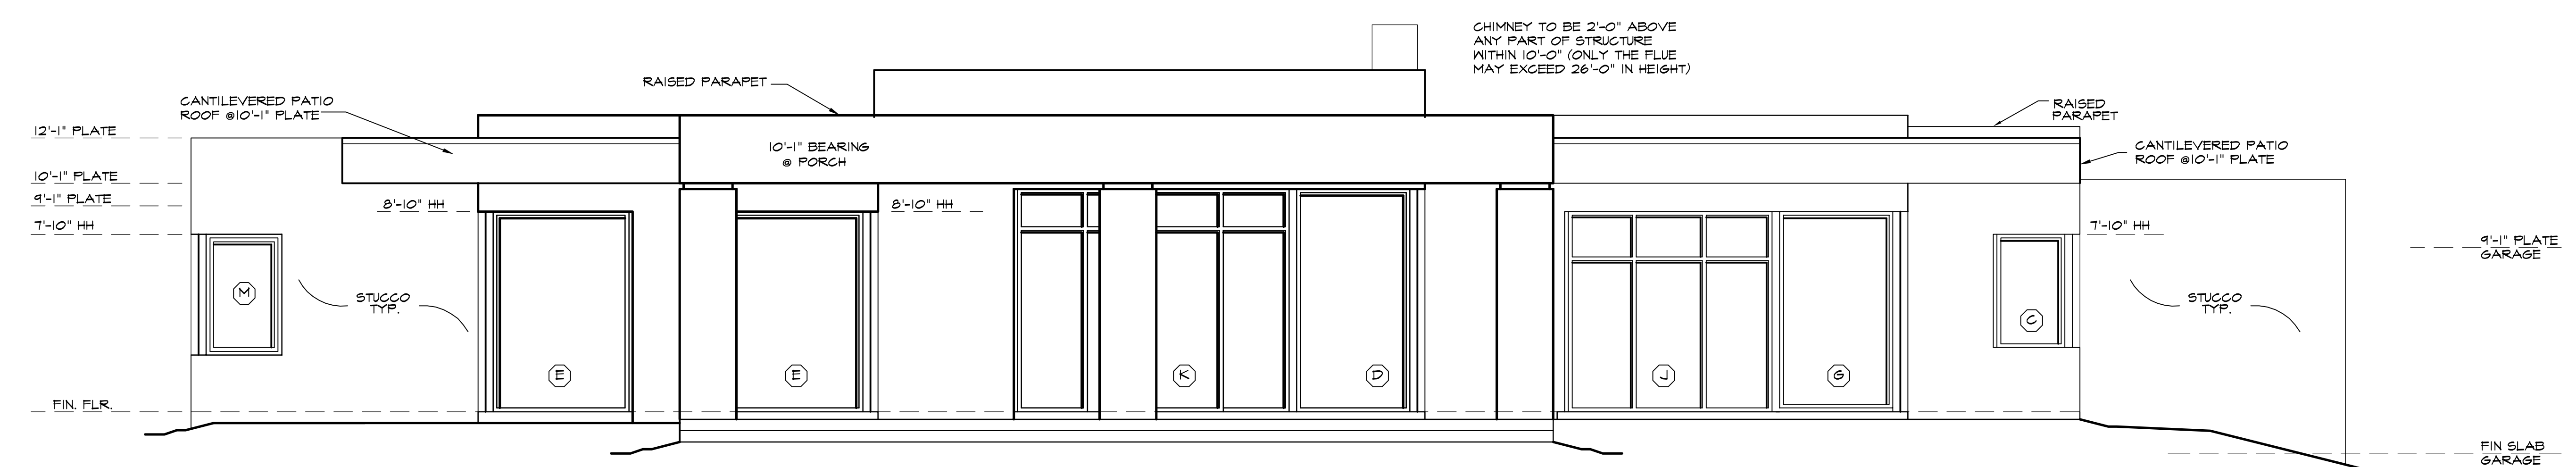 CHIMNEY TO BE 2'-0" ABOVE
ANY PART OF STRUCTURE
WITHIN 10'-0" (ONLY THE FLUE
MAY EXCEED 26'-0" IN HEIGHT)
RAISED PARAPET
CANTILEVERED PATIO
ROOF @10'-1" PLATE
RAISED
PARAPET
12'-1" PLATE
10'-1" BEARING
@ PORCH
CANTILEVERED PATIO
ROOF @10'-1" PLATE
10'-1" PLATE
9'-1" PLATE
8'-10" HH
8'-10" HH
7'-10" HH
7'-10" HH
9'-1" PLATE
GARAGE
M
STUCCO
TYP.
STUCCO
TYP.
C
E
E
K
D
J
G
FIN. FLR.
FIN SLAB
GARAGE